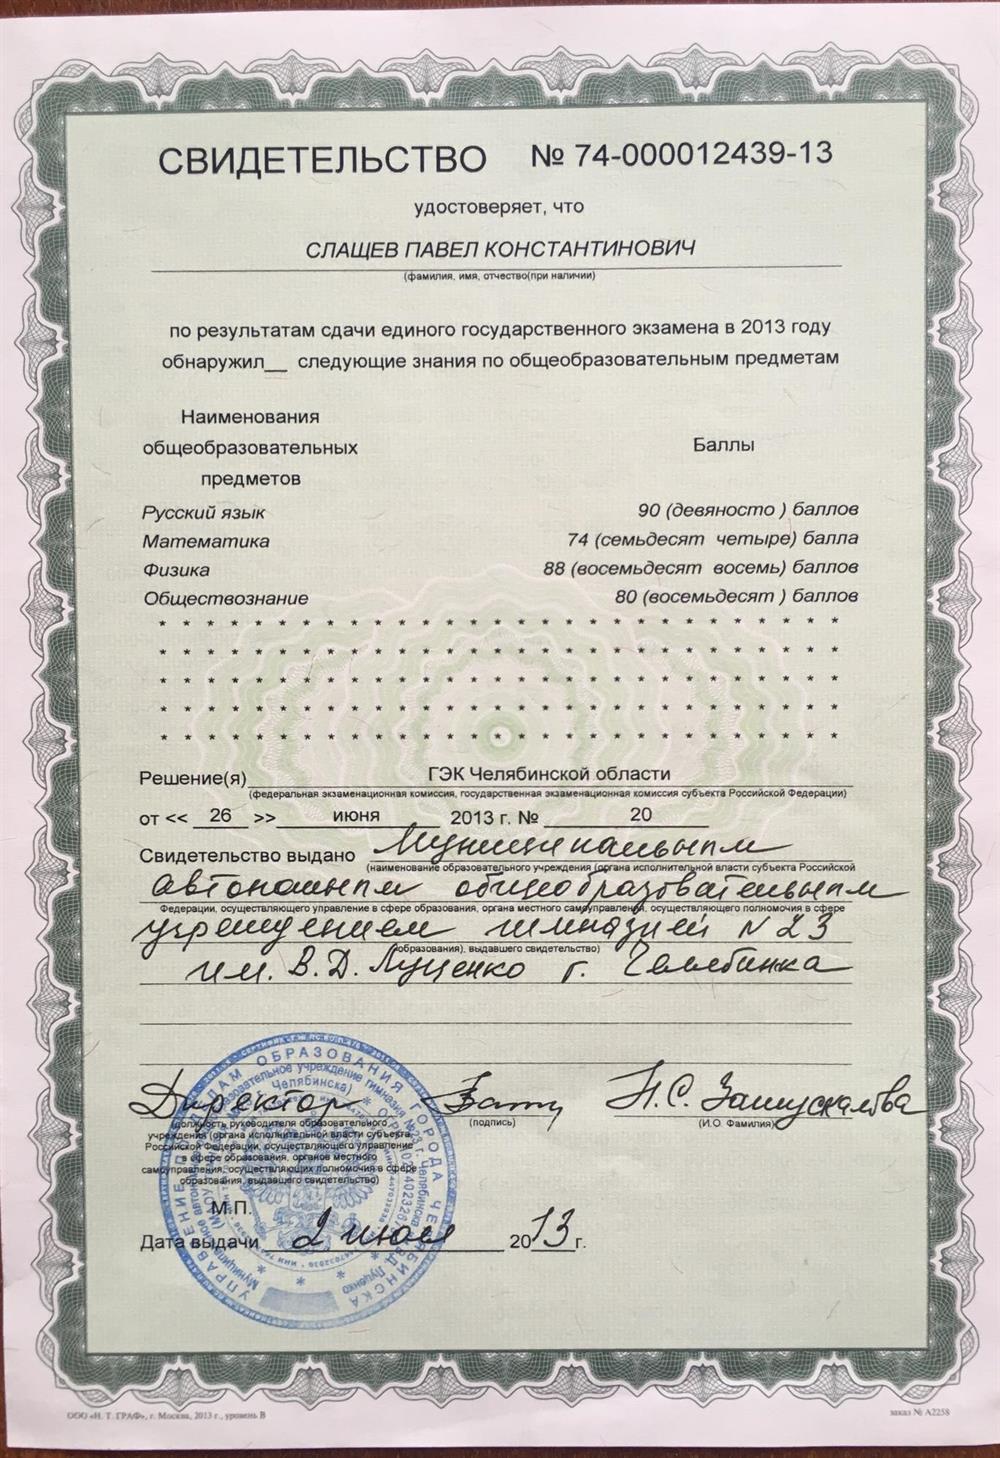 СВИДЕТЕЛЬСТВО № 74-000012439-13
удостоверяет, что
СЛАЩЕВ ПАВЕЛ КОНСТАНТИНОВИЧ
(фамилия, имя, отчество(при наличии)
по результатам сдачи единого государственного экзамена в 2013 году
обнаружил__ следующие знания по общеобразовательным предметам
Наименования
общеобразовательных
предметов
Баллы
Русский язык 90 (девяносто ) баллов
Математика 74 (семьдесят четыре) балла
Физика 88 (восемьдесят восемь) баллов
Обществознание 80 (восемьдесят ) баллов
* * * * * * * * * * * * * * * * * * * * * * * * * * * * * *
* * * * * * * * * * * * * * * * * * * * * * * * * * * * * *
* * * * * * * * * * * * * * * * * * * * * * * * * * * * * *
* * * * * * * * * * * * * * * * * * * * * * * * * * * * * *
* * * * * * * * * * * * * * * * * * * * * * * * * * * * * *
Решение(я) ГЭК Челябинской области
(федеральная экзаменационная комиссия, государственная экзаменационная комиссия субъекта Российской Федерации)
от << 26 >> июня 2013 г. № 20
Свидетельство выдано Муниципальным
(наименование образовательного учреждения (органа исполнительной власти субъекта Российской
автономным общеобразовательным
Федерации, осуществляющего управление в сфере образования, органа местного самоуправления, осуществляющего полномочия в сфере
учреждением гимназией N 23
образования), выдавшего свидетельство)
им. В.Д. Луценко г. Челябинка
Директор Н.С. Запускалова
(должность руководителя образовательного
учреждения (органа исполнительной власти субъекта
Российской Федерации, осуществляющего управление
в сфере образования, органов местного
самоуправления, осуществляющих полномочия в сфере
образования, выдавшего свидетельство)
(подпись)
(И.О. Фамилия)
М.П.
Дата выдачи 2 июля 2013 г.
УПРАВЛЕНИЕ ПО ДЕЛАМ ОБРАЗОВАНИЯ ГОРОДА ЧЕЛЯБИНСКА
ООО «Н. Т. ГРАФ», г. Москва, 2013 г., уровень В
заказ № А2258